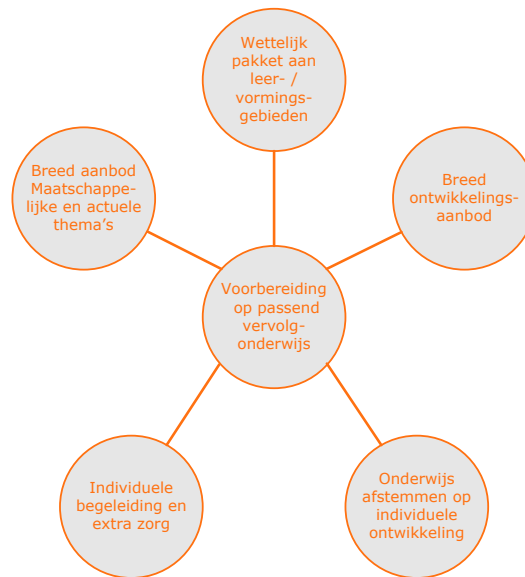 Wettelijk
pakket aan
leer- /
vormings-
gebieden
Breed aanbod
Maatschappe-
lijke en actuele
thema's
Breed
ontwikkelings-
aanbod
Voorbereiding
op passend
vervolg-
onderwijs
Individuele
begeleiding en
extra zorg
Onderwijs
afstemmen op
individuele
ontwikkeling